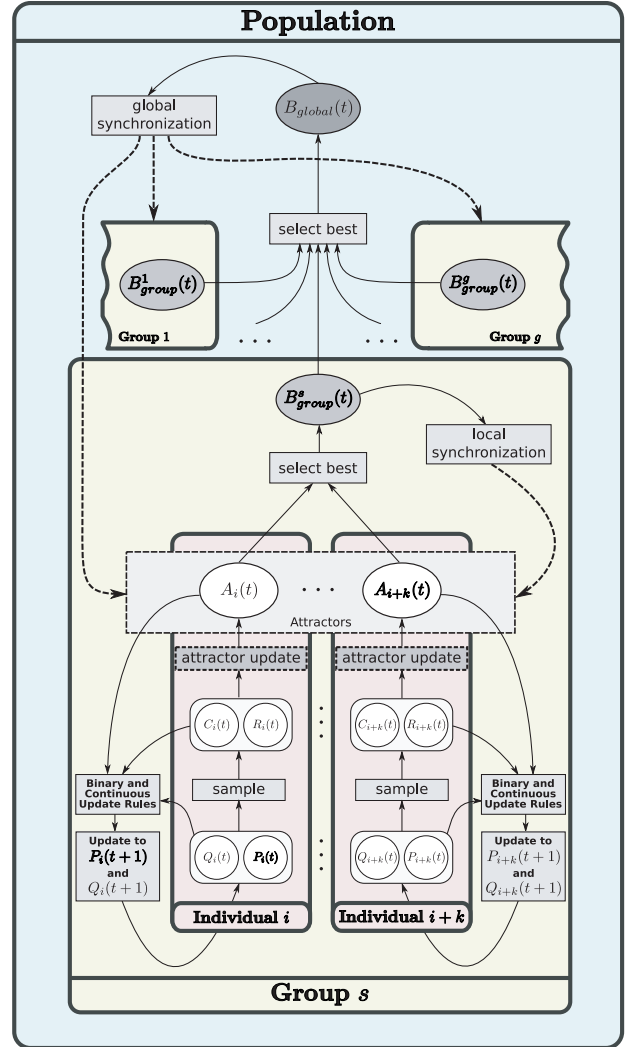 Population
B_global(t)
global
synchronization
select best
B^1_group(t)
B^g_group(t)
Group 1
Group g
. . .
. . .
B^s_group(t)
local
synchronization
select best
A_i(t)
· · ·
A_{i+k}(t)
Attractors
attractor update
attractor update
C_i(t)
R_i(t)
C_{i+k}(t)
R_{i+k}(t)
Binary and
Continuous
Update Rules
sample
sample
Binary and
Continuous
Update Rules
Update to
P_i(t+1)
and
Q_i(t+1)
Q_i(t)
P_i(t)
Q_{i+k}(t)
P_{i+k}(t)
Update to
P_{i+k}(t+1)
and
Q_{i+k}(t+1)
Individual i
Individual i + k
Group s